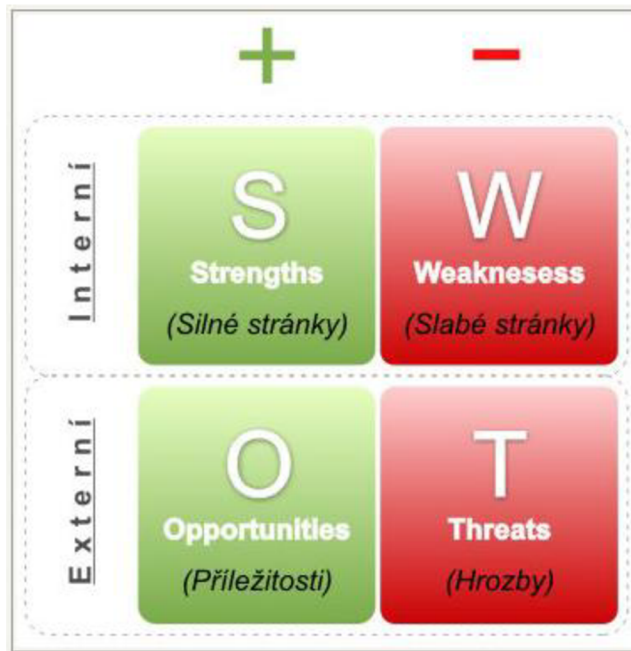 + −
Interní
S
Strengths
(Silné stránky)
W
Weaknesess
(Slabé stránky)
Externí
O
Opportunities
(Příležitosti)
T
Threats
(Hrozby)